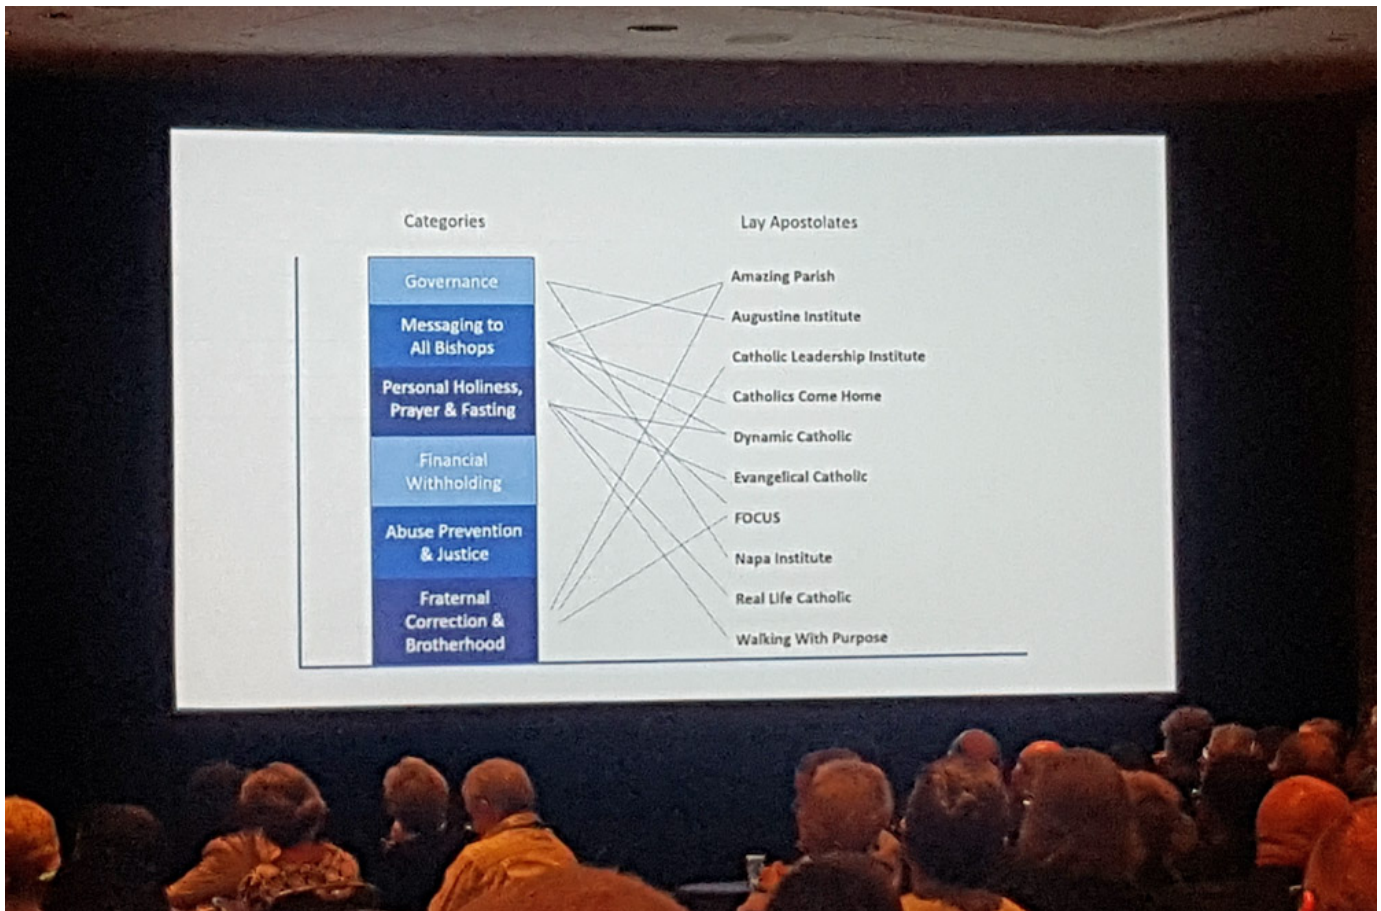 Categories
Lay Apostolates
Governance
Messaging to
All Bishops
Personal Holiness,
Prayer & Fasting
Financial
Withholding
Abuse Prevention
& Justice
Fraternal
Correction &
Brotherhood
Amazing Parish
Augustine Institute
Catholic Leadership Institute
Catholics Come Home
Dynamic Catholic
Evangelical Catholic
FOCUS
Napa Institute
Real Life Catholic
Walking With Purpose